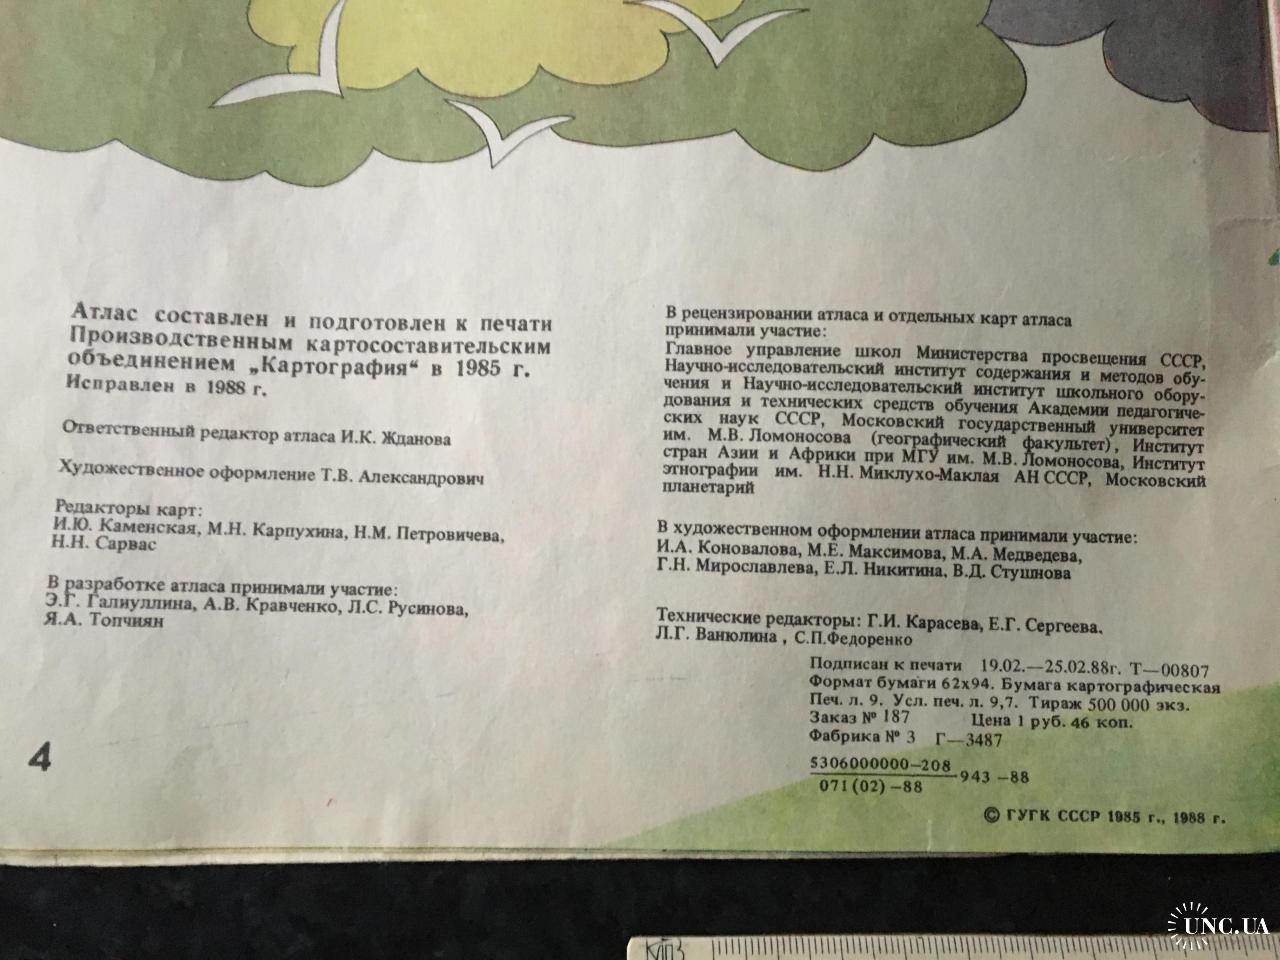 Атлас составлен и подготовлен к печати
Производственным картосоставительским
объединением „Картография“ в 1985 г.
Исправлен в 1988 г.
Ответственный редактор атласа И.К. Жданова
Художественное оформление Т.В. Александрович
Редакторы карт:
И.Ю. Каменская, М.Н. Карпухина, Н.М. Петровичева,
Н.Н. Сарвас
В разработке атласа принимали участие:
Э.Г. Галиуллина, А.В. Кравченко, Л.С. Русинова,
Я.А. Топчиян
4
В рецензировании атласа и отдельных карт атласа
принимали участие:
Главное управление школ Министерства просвещения СССР,
Научно-исследовательский институт содержания и методов обу-
чения и Научно-исследовательский институт школьного обору-
дования и технических средств обучения Академии педагогиче-
ских наук СССР, Московский государственный университет
им. М.В. Ломоносова (географический факультет), Институт
стран Азии и Африки при МГУ им. М.В. Ломоносова, Институт
этнографии им. Н.Н. Миклухо-Маклая АН СССР, Московский
планетарий
В художественном оформлении атласа принимали участие:
И.А. Коновалова, М.Е. Максимова, М.А. Медведева,
Г.Н. Мирославлева, Е.Л. Никитина, В.Д. Стушнова
Технические редакторы: Г.И. Карасева, Е.Г. Сергеева,
Л.Г. Ванюлина , С.П.Федоренко
Подписан к печати 19.02.—25.02.88г. Т—00807
Формат бумаги 62х94. Бумага картографическая
Печ. л. 9. Усл. печ. л. 9,7. Тираж 500 000 экз.
Заказ № 187 Цена 1 руб. 46 коп.
Фабрика № 3 Г—3487
5306000000—208
071(02)—88
943 —88
© ГУГК СССР 1985 г., 1988 г.
UNC.UA